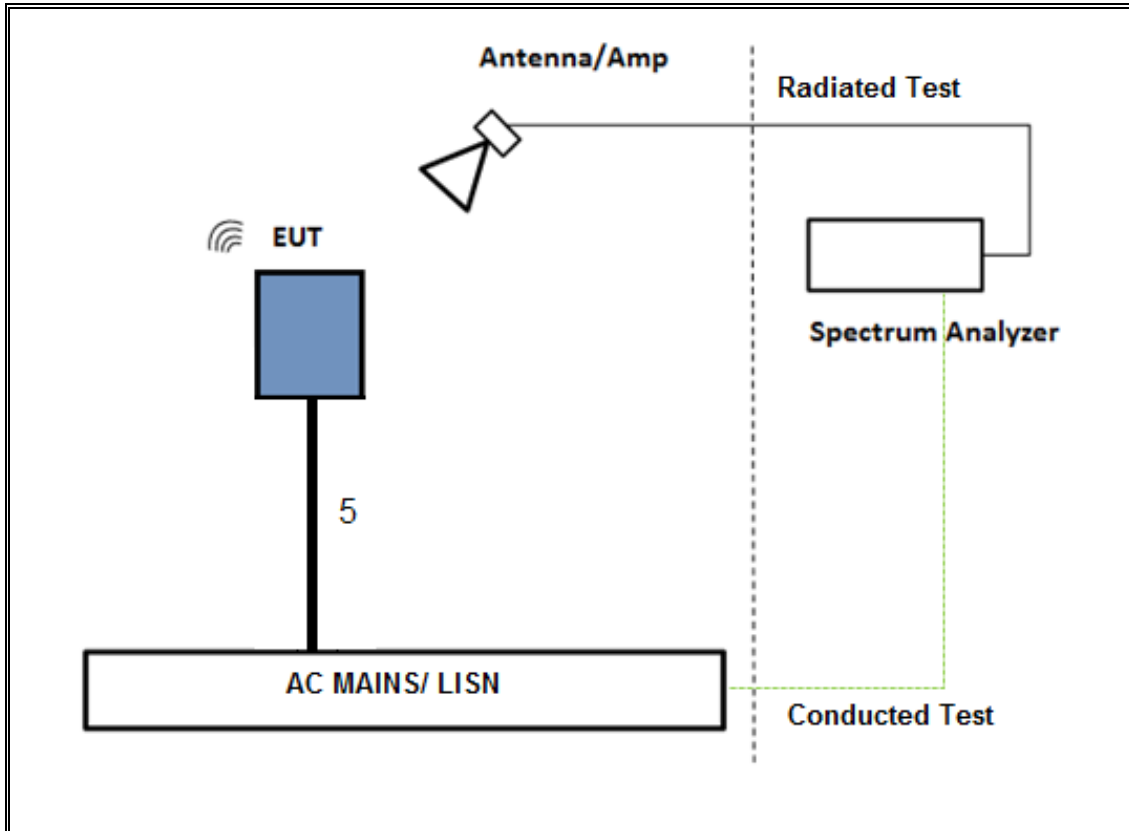 Antenna/Amp
Radiated Test
EUT
Spectrum Analyzer
5
AC MAINS/ LISN
Conducted Test